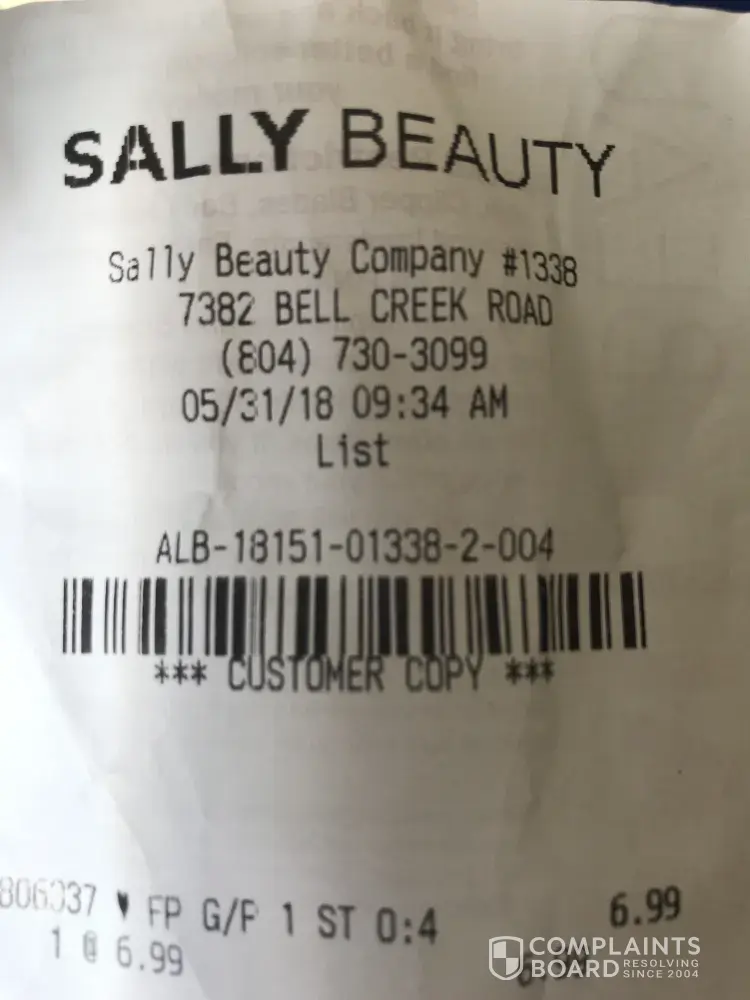 SALLY BEAUTY
Sally Beauty Company #1338
7382 BELL CREEK ROAD
(804) 730-3099
05/31/18 09:34 AM
List
ALB-18151-01338-2-004
*** CUSTOMER COPY ***
806037 ♥ FP G/P 1 ST O:4 6.99
1 @ 6.99
COMPLAINTS
BOARD RESOLVING
SINCE 2004